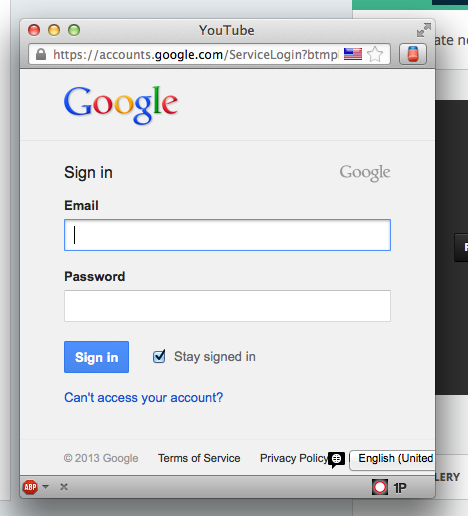 YouTube
https://accounts.google.com/ServiceLogin?btmp
ate no
Google
Sign in
Google
Email
Password
Sign in
Stay signed in
Can't access your account?
© 2013 Google Terms of Service Privacy Policy English (United
LERY
ABP
1P